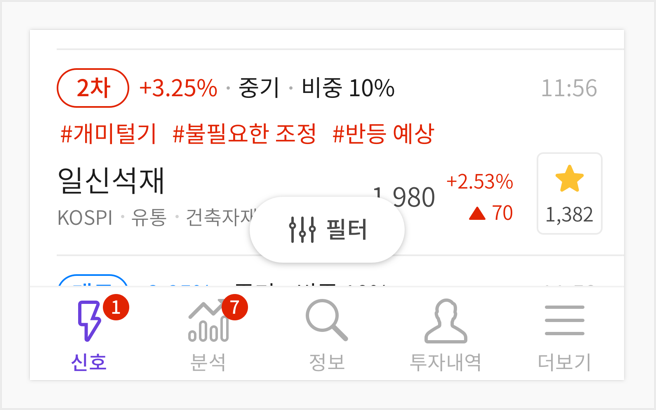 2차 +3.25% · 중기 · 비중 10% 11:56
#개미털기 #불필요한 조정 #반등 예상
일신석재 1,980 +2.53%
KOSPI · 유통 · 건축자재 ▲ 70 1,382
필터
1 7
신호 분석 정보 투자내역 더보기